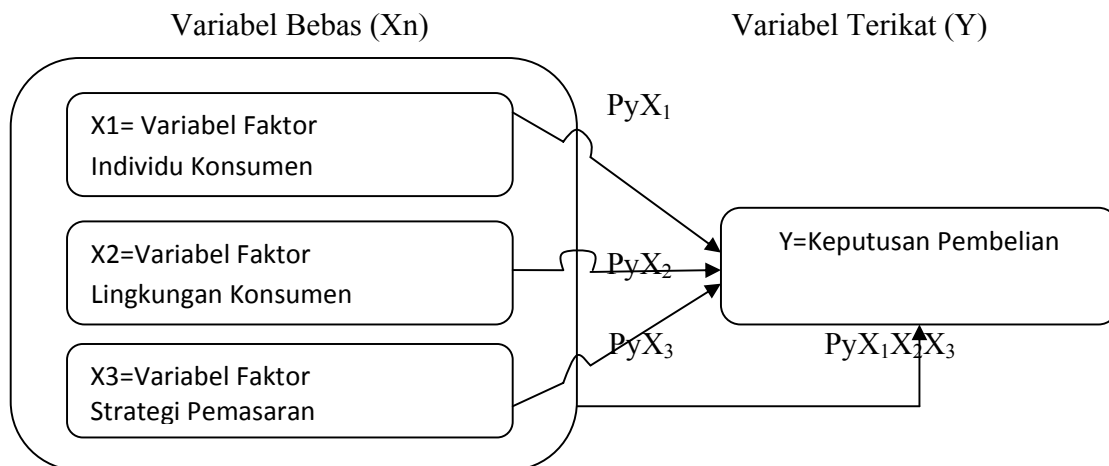 Variabel Bebas (Xn)
Variabel Terikat (Y)
PyX₁
X1= Variabel Faktor
Individu Konsumen
X2=Variabel Faktor
Lingkungan Konsumen
PyX₂
Y=Keputusan Pembelian
X3=Variabel Faktor
Strategi Pemasaran
PyX₃
PyX₁X₂X₃